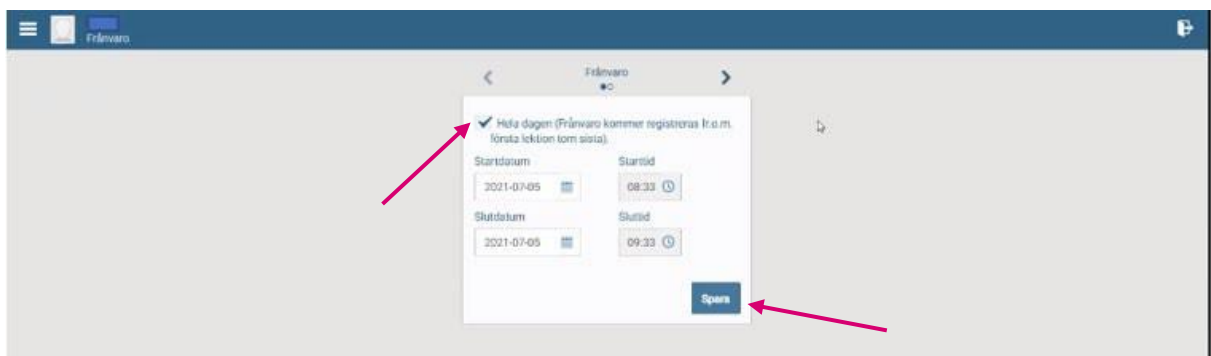 Frånvaro
Frånvaro
Hela dagen (Frånvaro kommer registreras fr.o.m.
första lektion tom sista).
Startdatum Starttid
2021-07-05 08:33
Slutdatum Sluttid
2021-07-05 09:33
Spara